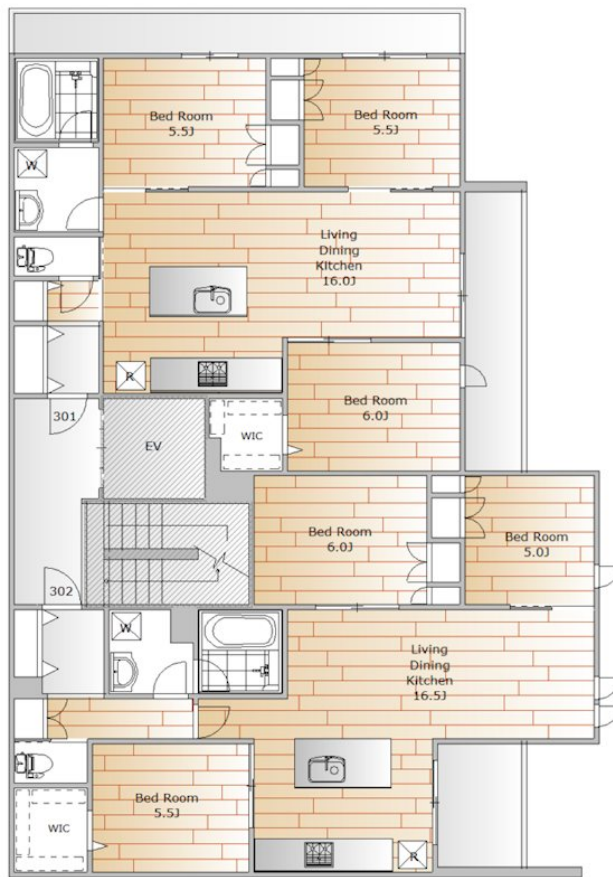 Bed Room
5.5J
Bed Room
5.5J
W
Living
Dining
Kitchen
16.0J
R
Bed Room
6.0J
301
EV
WIC
Bed Room
6.0J
Bed Room
5.0J
302
W
Living
Dining
Kitchen
16.5J
Bed Room
5.5J
WIC
R